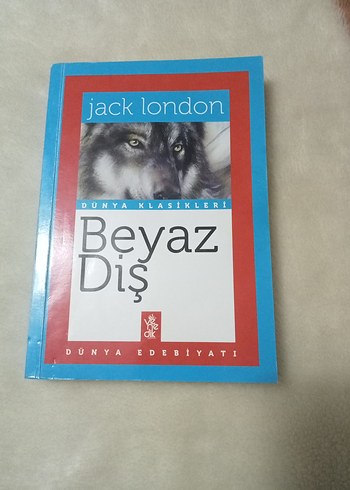 jack london
DÜNYA KLASİKLERİ
Beyaz
Diş
DÜNYA EDEBİYATI